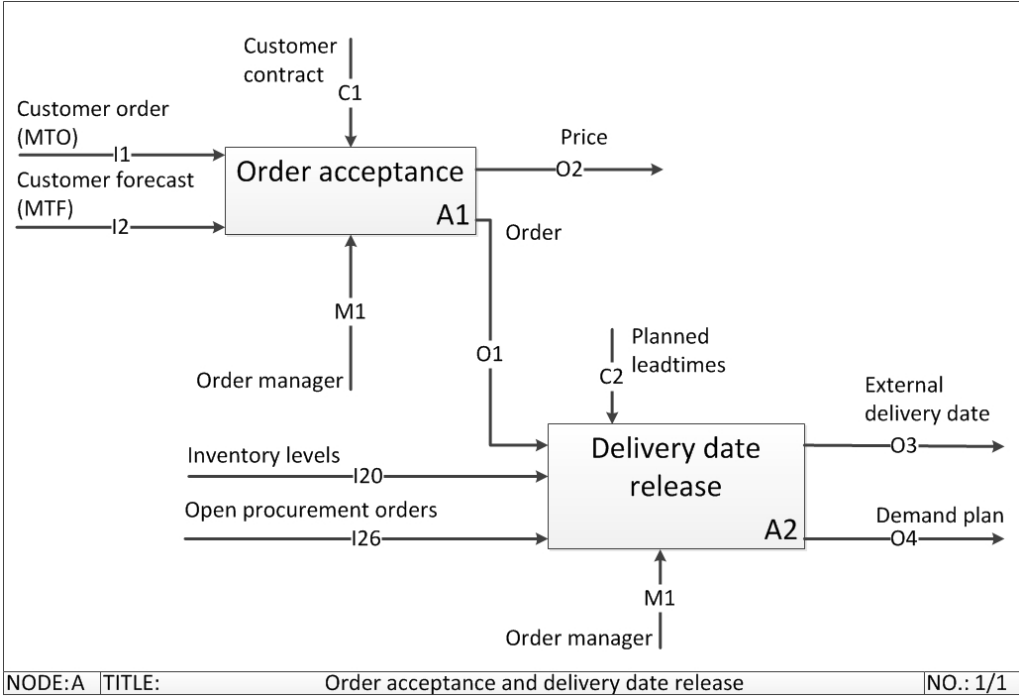 Customer
contract
C1
Customer order
(MTO)
I1
Customer forecast
(MTF)
I2
Order acceptance
A1
Price
O2
Order
M1
Order manager
O1
Planned
leadtimes
C2
External
delivery date
O3
Inventory levels
I20
Open procurement orders
I26
Delivery date
release
A2
Demand plan
O4
M1
Order manager
NODE:A TITLE: Order acceptance and delivery date release NO.: 1/1